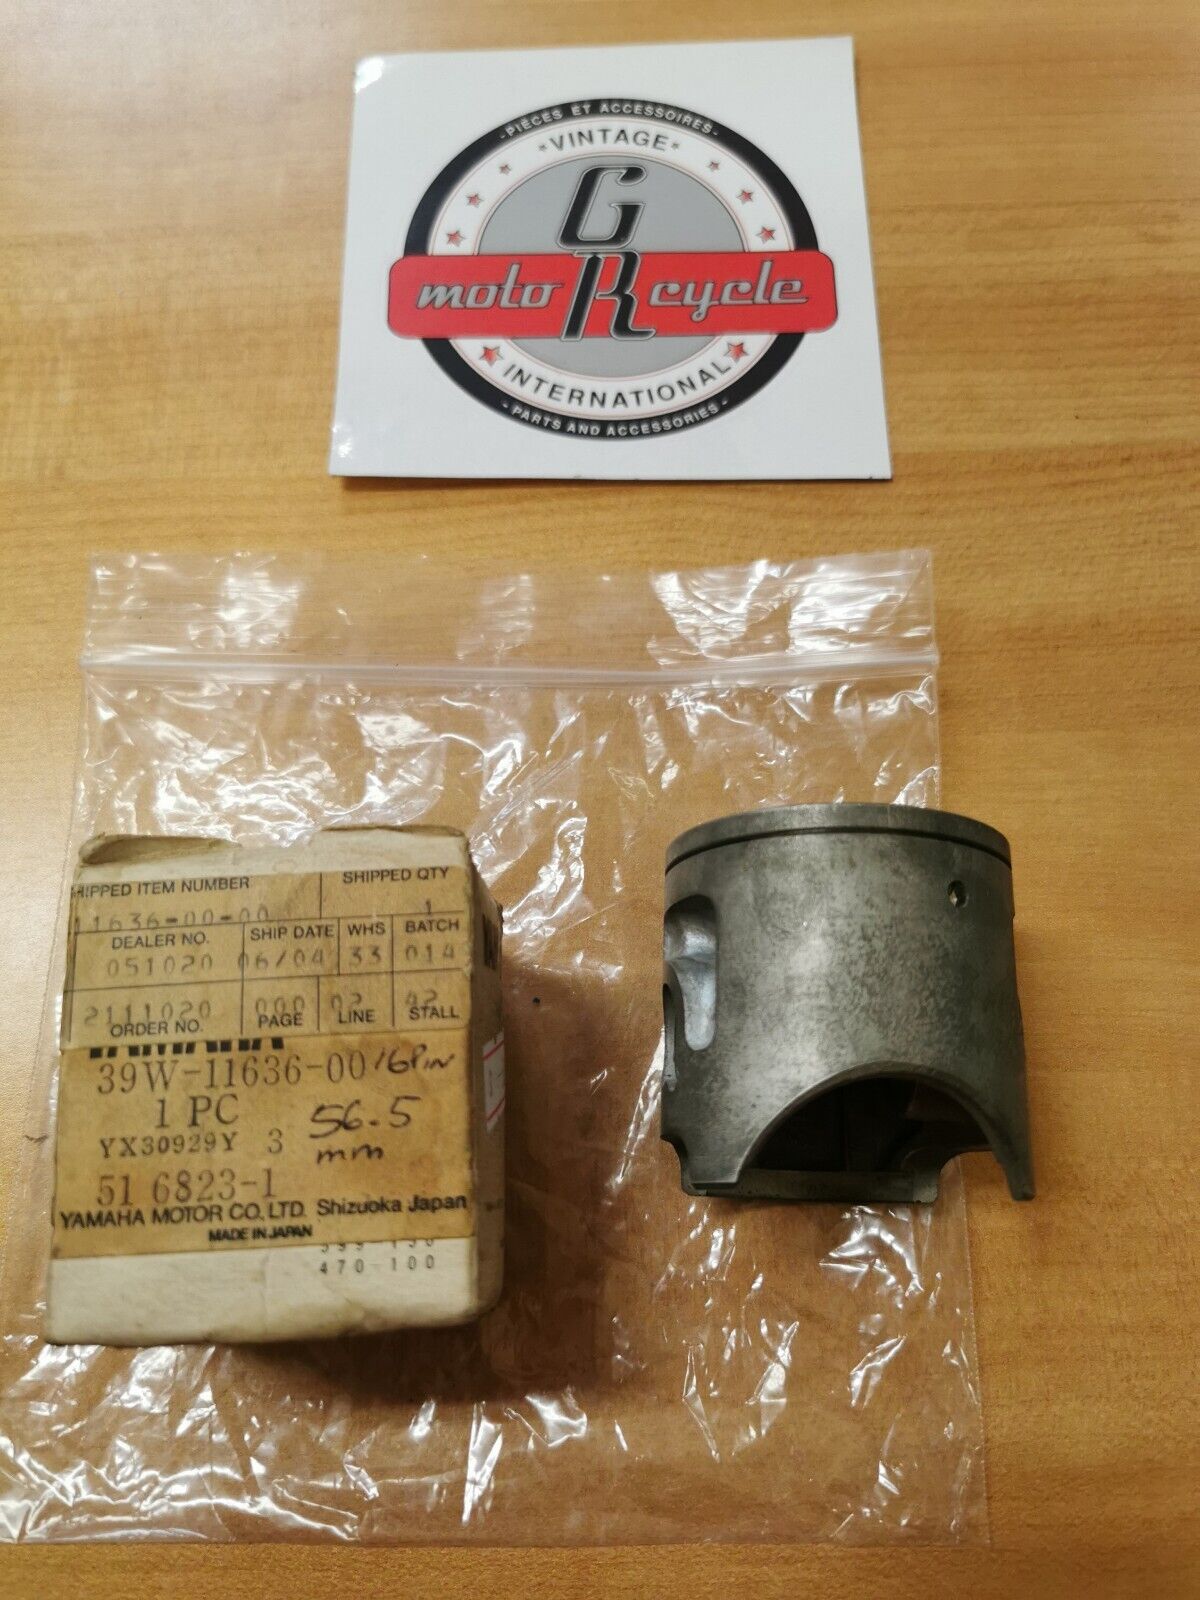 -PIÈCES ET ACCESSOIRES-
VINTAGE
G
moto R cycle
INTERNATIONAL
- PARTS AND ACCESSORIES -
HIPPED ITEM NUMBER SHIPPED QTY
11636-00-00 1
DEALER NO. SHIP DATE WHS BATCH
051020 06/04 33 014
2111020 000 02 42
ORDER NO. PAGE LINE STALL
39W-11636-00 16 PIN
1 PC 56.5
YX30929Y 3 mm
51 6823-1
YAMAHA MOTOR CO., LTD. Shizuoka Japan
MADE IN JAPAN
470-100